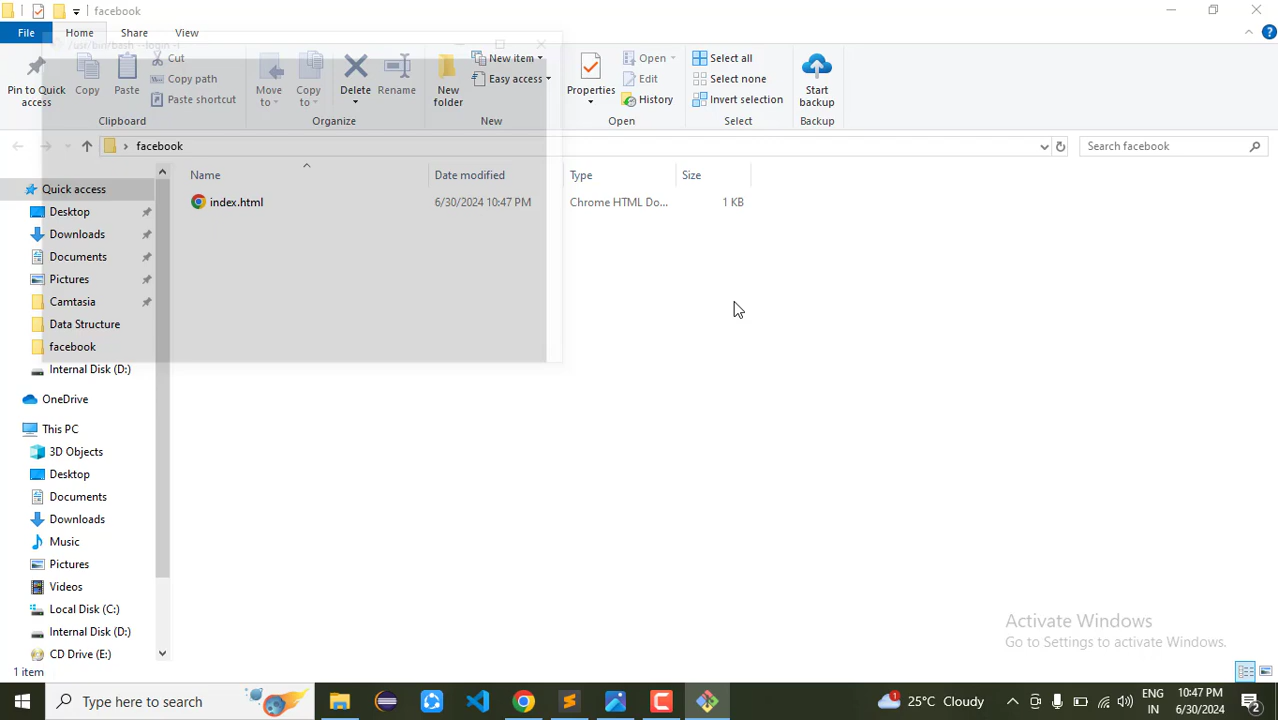 facebook
File
Home
Share
View
/usr/bin/bash --login -i
Pin to Quick
access
Copy
Paste
Cut
Copy path
Paste shortcut
Clipboard
Move
to
Copy
to
Delete
Rename
Organize
New
folder
New item
Easy access
New
Properties
Open
Edit
History
Open
Select all
Select none
Invert selection
Select
Start
backup
Backup
facebook
Search facebook
Name
Date modified
Type
Size
index.html
6/30/2024 10:47 PM
Chrome HTML Do...
1 KB
Quick access
Desktop
Downloads
Documents
Pictures
Camtasia
Data Structure
facebook
Internal Disk (D:)
OneDrive
This PC
3D Objects
Desktop
Documents
Downloads
Music
Pictures
Videos
Local Disk (C:)
Internal Disk (D:)
CD Drive (E:)
Activate Windows
Go to Settings to activate Windows.
1 item
Type here to search
1
25°C Cloudy
ENG
IN
10:47 PM
6/30/2024
2